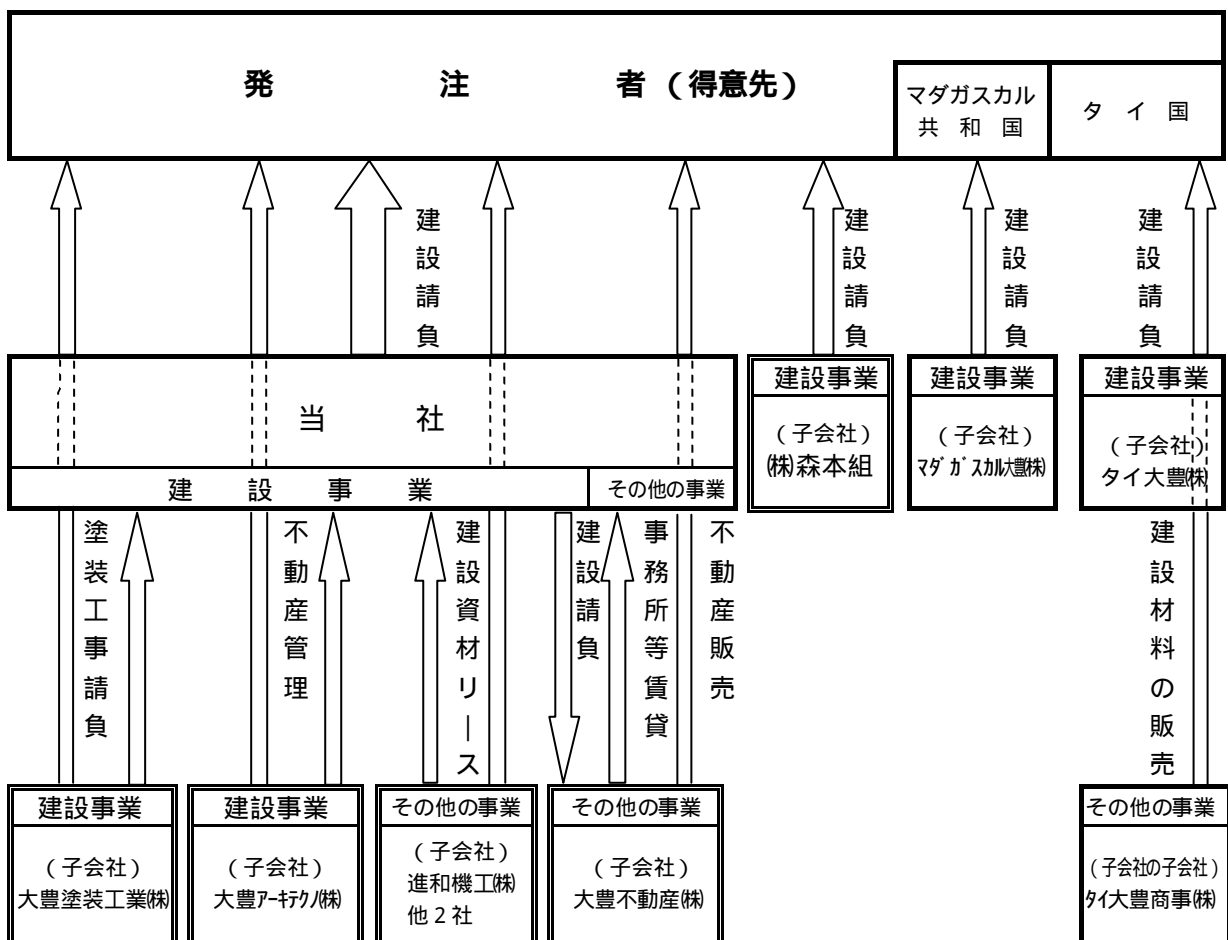 発 注 者（得意先）
マダガスカル
共 和 国
タ イ 国
建設請負
建設請負
建設請負
建設請負
当 社
建 設 事 業
その他の事業
建設事業
（子会社）
㈱森本組
建設事業
（子会社）
マダガスカル大豊㈱
建設事業
（子会社）
タイ大豊㈱
塗装工事請負
不動産管理
建設資材リース
建設請負
事務所等賃貸
不動産販売
建設材料の販売
建設事業
（子会社）
大豊塗装工業㈱
建設事業
（子会社）
大豊アーキテクノ㈱
その他の事業
（子会社）
進和機工㈱
他２社
その他の事業
（子会社）
大豊不動産㈱
その他の事業
（子会社の子会社）
タイ大豊商事㈱